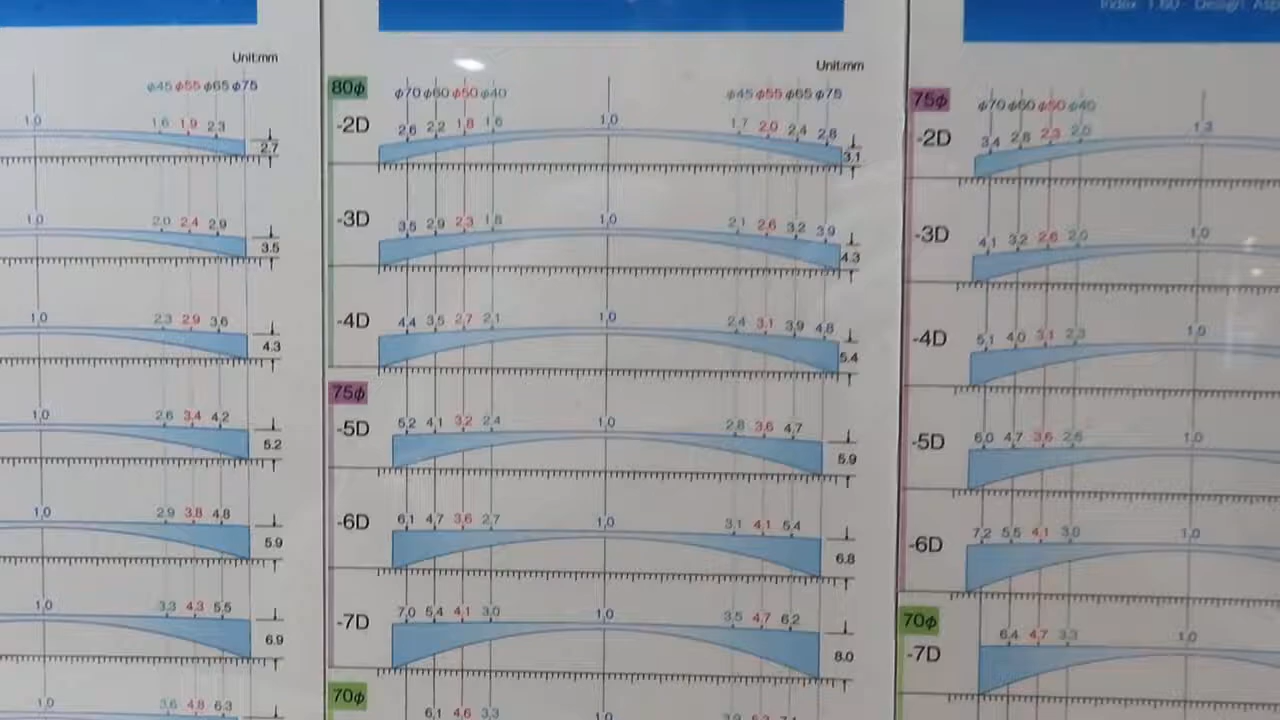 Unit:mm
φ45 φ55 φ65 φ75
1.0 1.6 1.9 2.3 2.7
1.0 2.0 2.4 2.9 3.5
1.0 2.3 2.9 3.6 4.3
1.0 2.6 3.4 4.2 5.2
1.0 2.9 3.8 4.8 5.9
1.0 3.3 4.3 5.5 6.9
1.0 3.6 4.8 6.3
Unit:mm
80φ
φ70 φ60 φ50 φ40 φ45 φ55 φ65 φ75
-2D 2.6 2.2 1.8 1.6 1.0 1.7 2.0 2.4 2.8 3.1
-3D 3.5 2.9 2.3 1.8 1.0 2.1 2.6 3.2 3.9 4.3
-4D 4.4 3.5 2.7 2.1 1.0 2.4 3.1 3.9 4.8 5.4
75φ
-5D 5.2 4.1 3.2 2.4 1.0 2.8 3.6 4.7 5.9
-6D 6.1 4.7 3.6 2.7 1.0 3.1 4.1 5.4 6.8
-7D 7.0 5.4 4.1 3.0 1.0 3.5 4.7 6.2 8.0
70φ
6.1 4.6 3.3 1.0
Index 1.60 Design
75φ
φ70 φ60 φ50 φ40
-2D 3.4 2.8 2.3 2.0 1.3
-3D 4.1 3.2 2.6 2.0 1.0
-4D 5.1 4.0 3.1 2.3 1.0
-5D 6.0 4.7 3.6 2.6 1.0
-6D 7.2 5.5 4.1 3.0 1.0
70φ
-7D 6.4 4.7 3.3 1.0